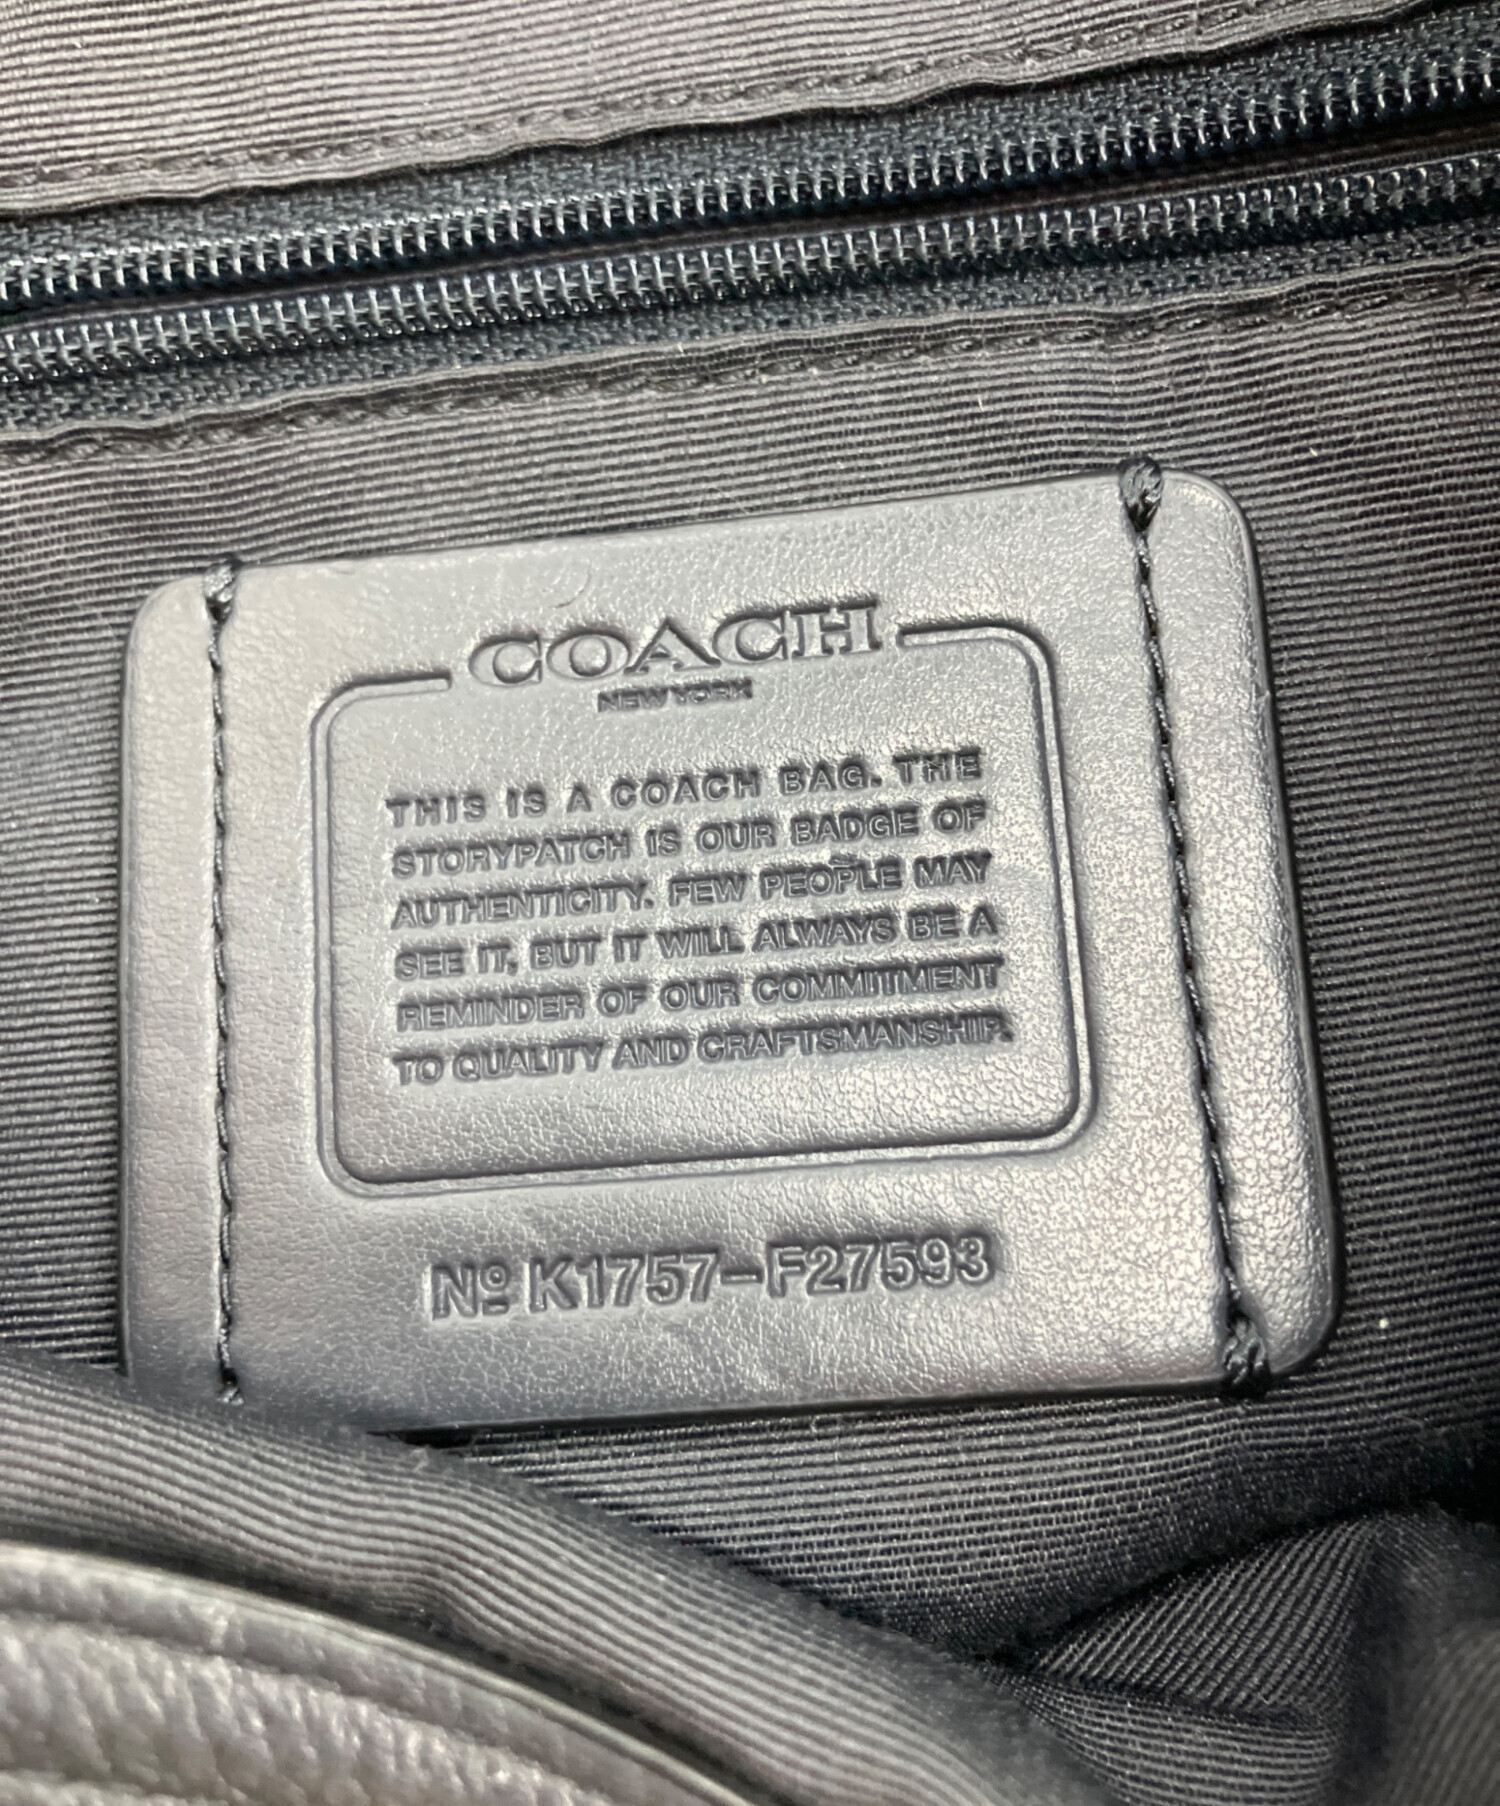 COACH
NEW YORK
THIS IS A COACH BAG. THE
STORYPATCH IS OUR BADGE OF
AUTHENTICITY. FEW PEOPLE MAY
SEE IT, BUT IT WILL ALWAYS BE A
REMINDER OF OUR COMMITMENT
TO QUALITY AND CRAFTSMANSHIP.
Nº K1757-F27593